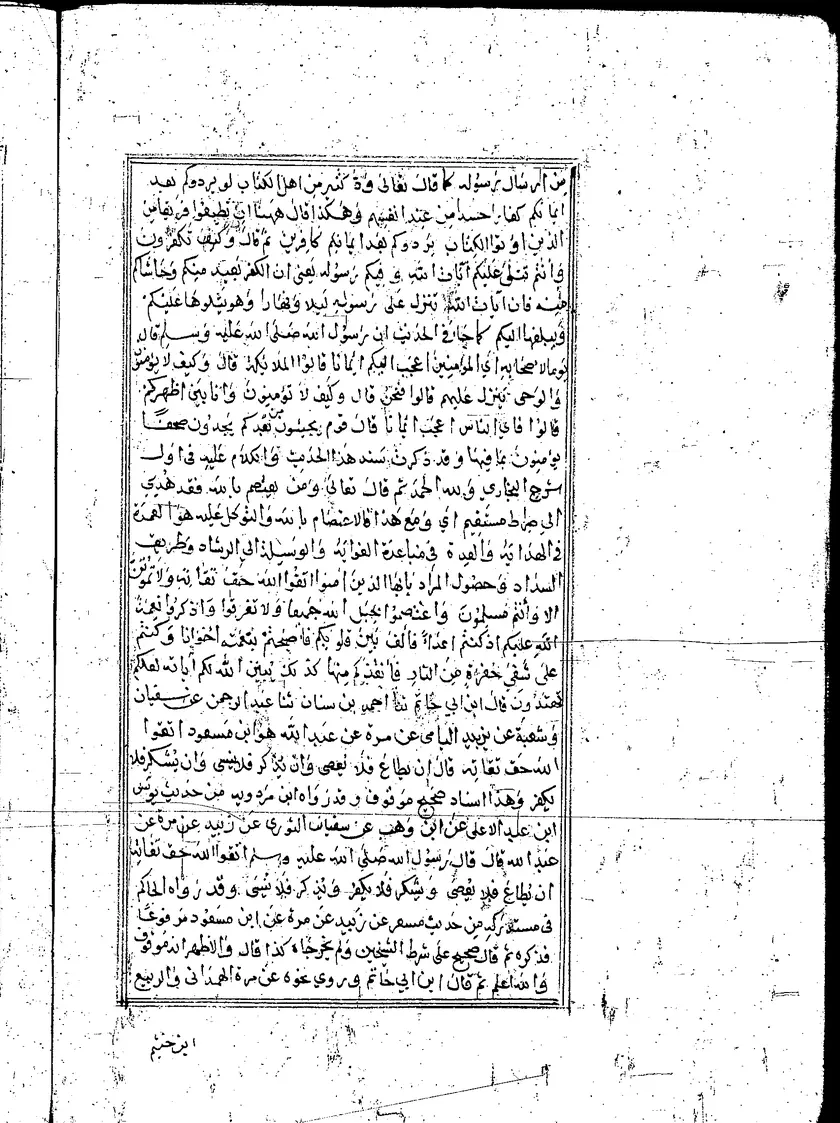 من ارسال رسوله كما قال تعالى ود كثير من اهل الكتاب لو يردوكم بعد
ايمانكم كفارا حسدا من عند انفسهم وهكذا قال ههنا ان تطيعوا فريقا من
الذين اوتوا الكتاب يردوكم بعد ايمانكم كافرين ثم قال وكيف تكفرون
وانتم تتلى عليكم ايات الله وفيكم رسوله يعني ان الكفر بعيد منكم وحاشاكم
منه فان ايات الله تنزل على رسوله ليلا ونهارا وهو يتلوها عليكم
ويبلغها اليكم كما جاء في الحديث ان رسول الله صلى الله عليه وسلم قال
يوما لاصحابه اي المؤمنين اعجب اليكم ايمانا قالوا الملائكة قال وكيف لا يؤمنون
والوحي ينزل عليهم قالوا فنحن قال وكيف لا تؤمنون وانا بين اظهركم
قالوا فاي الناس اعجب ايمانا قال قوم يجيئون من بعدكم يجدون صحفا
يؤمنون بما فيها وقد ذكرت سند هذا الحديث والكلام عليه في اول
شرح البخاري ولله الحمد ثم قال تعالى ومن يعتصم بالله فقد هدي
الى صراط مستقيم اي ومع هذا فالاعتصام بالله والتوكل عليه هو العمدة
في الهداية والعدة في مباعدة الغواية والوسيلة الى الرشاد وطريق
السداد وحصول المراد يايها الذين امنوا اتقوا الله حق تقاته ولا تموتن
الا وانتم مسلمون واعتصموا بحبل الله جميعا ولا تفرقوا واذكروا نعمت
الله عليكم اذ كنتم اعداء فالف بين قلوبكم فاصبحتم بنعمته اخوانا وكنتم
على شفى حفرة من النار فانقذكم منها كذلك يبين الله لكم اياته لعلكم
تهتدون قال ابن ابي حاتم ثنا احمد بن سنان ثنا عبد الرحمن عن سفيان
وشعبة عن زبيد اليامي عن مرة عن عبد الله هو ابن مسعود اتقوا
الله حق تقاته قال ان يطاع فلا يعصى وان يذكر فلا ينسى وان يشكر فلا
يكفر وهذا اسناد صحيح موقوف وقد رواه ابن مردويه من حديث يونس
ابن عبد الاعلى عن ابن وهب عن سفيان الثوري عن زبيد عن مرة عن
عبد الله قال قال رسول الله صلى الله عليه وسلم اتقوا الله حق تقاته
ان يطاع فلا يعصى ويشكر فلا يكفر ويذكر فلا ينسى وقد رواه الحاكم
في مستدركه من حديث مسعر عن زبيد عن مرة عن ابن مسعود مرفوعا
فذكره ثم قال صحيح على شرط الشيخين ولم يخرجاه كذا قال والاظهر انه موقوف
والله اعلم ثم قال ابن ابي حاتم وروي نحوه عن مرة الهمداني والربيع
ابن خثيم